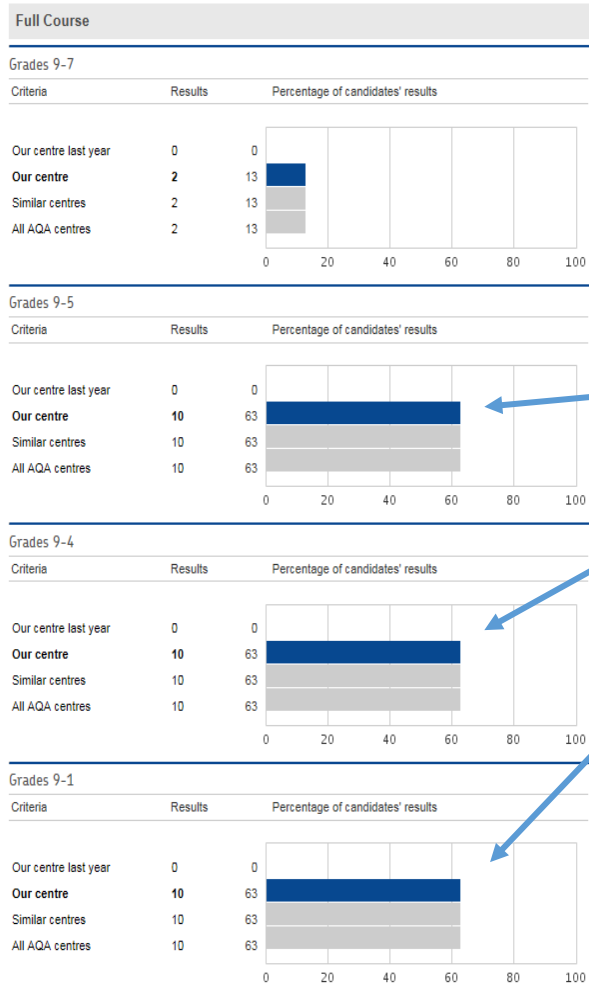 Full Course
Grades 9-7
Criteria Results Percentage of candidates' results
Our centre last year 0 0
Our centre 2 13
Similar centres 2 13
All AQA centres 2 13
0 20 40 60 80 100
Grades 9-5
Criteria Results Percentage of candidates' results
Our centre last year 0 0
Our centre 10 63
Similar centres 10 63
All AQA centres 10 63
0 20 40 60 80 100
Grades 9-4
Criteria Results Percentage of candidates' results
Our centre last year 0 0
Our centre 10 63
Similar centres 10 63
All AQA centres 10 63
0 20 40 60 80 100
Grades 9-1
Criteria Results Percentage of candidates' results
Our centre last year 0 0
Our centre 10 63
Similar centres 10 63
All AQA centres 10 63
0 20 40 60 80 100